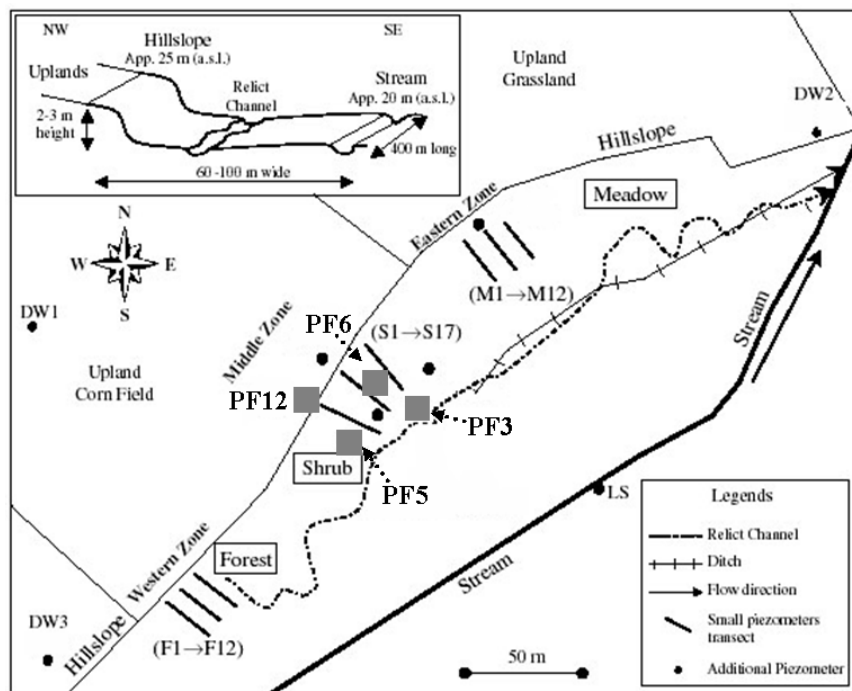 NW
SE
Hillslope
App. 25 m (a.s.l.)
Uplands
Relict
Channel
Stream
App. 20 m (a.s.l.)
2-3 m
height
400 m long
60 -100 m wide
Upland
Grassland
DW2
Hillslope
Meadow
Eastern Zone
N
W
E
S
(M1→M12)
DW1
Middle Zone
PF6
(S1→S17)
Stream
Upland
Corn Field
PF12
PF3
Shrub
PF5
LS
Western Zone
Forest
Stream
DW3
Hillslope
(F1→F12)
50 m
Legends
Relict Channel
Ditch
Flow direction
Small piezometers
transect
Additional Piezometer